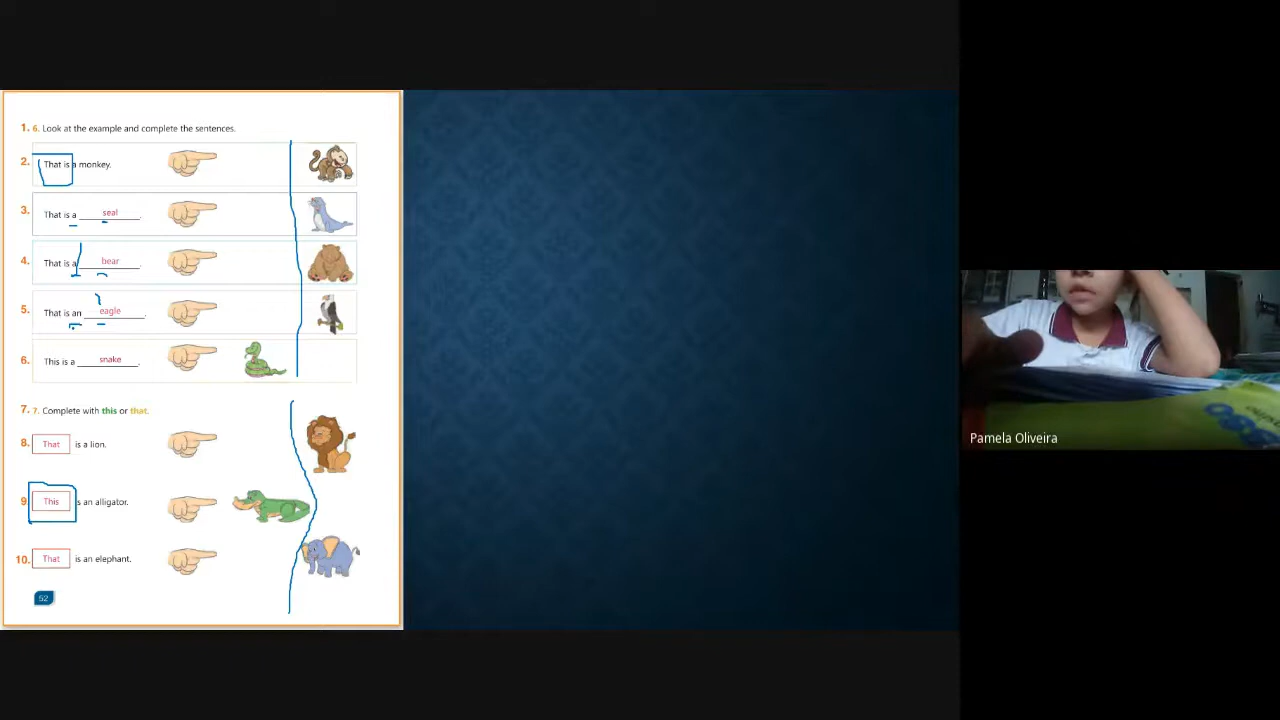 1. 6. Look at the example and complete the sentences.
2. That is a monkey.
3. That is a seal.
4. That is a bear.
5. That is an eagle.
6. This is a snake.
7. 7. Complete with this or that.
8. That is a lion.
9. This is an alligator.
10. That is an elephant.
52
Pamela Oliveira